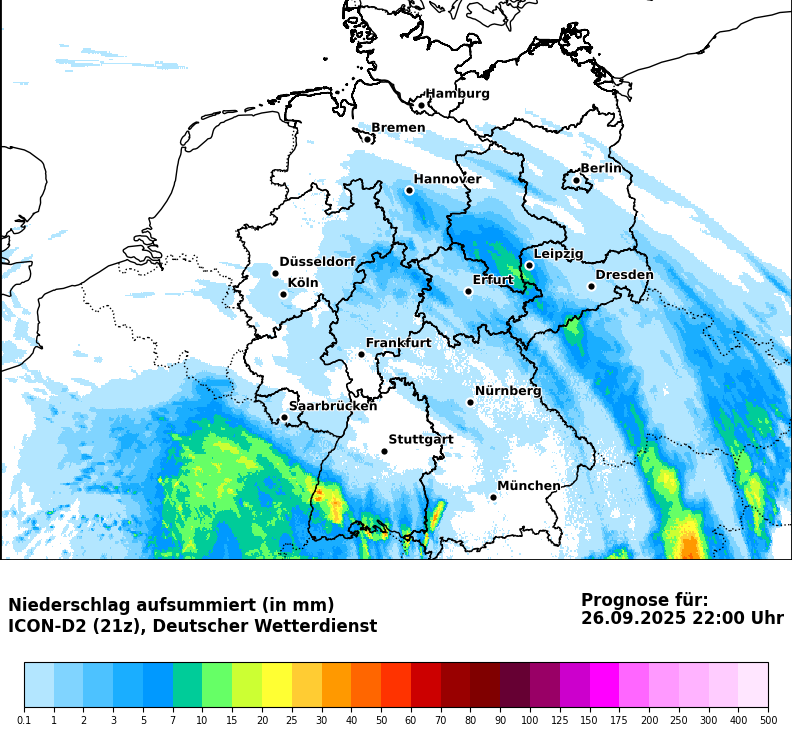 Hamburg
Bremen
Berlin
Hannover
Leipzig
Düsseldorf
Dresden
Köln
Erfurt
Frankfurt
Nürnberg
Saarbrücken
Stuttgart
München
Niederschlag aufsummiert (in mm)
ICON-D2 (21z), Deutscher Wetterdienst
Prognose für:
26.09.2025 22:00 Uhr
0.1 1 2 3 5 7 10 15 20 25 30 40 50 60 70 80 90 100 125 150 175 200 250 300 400 500